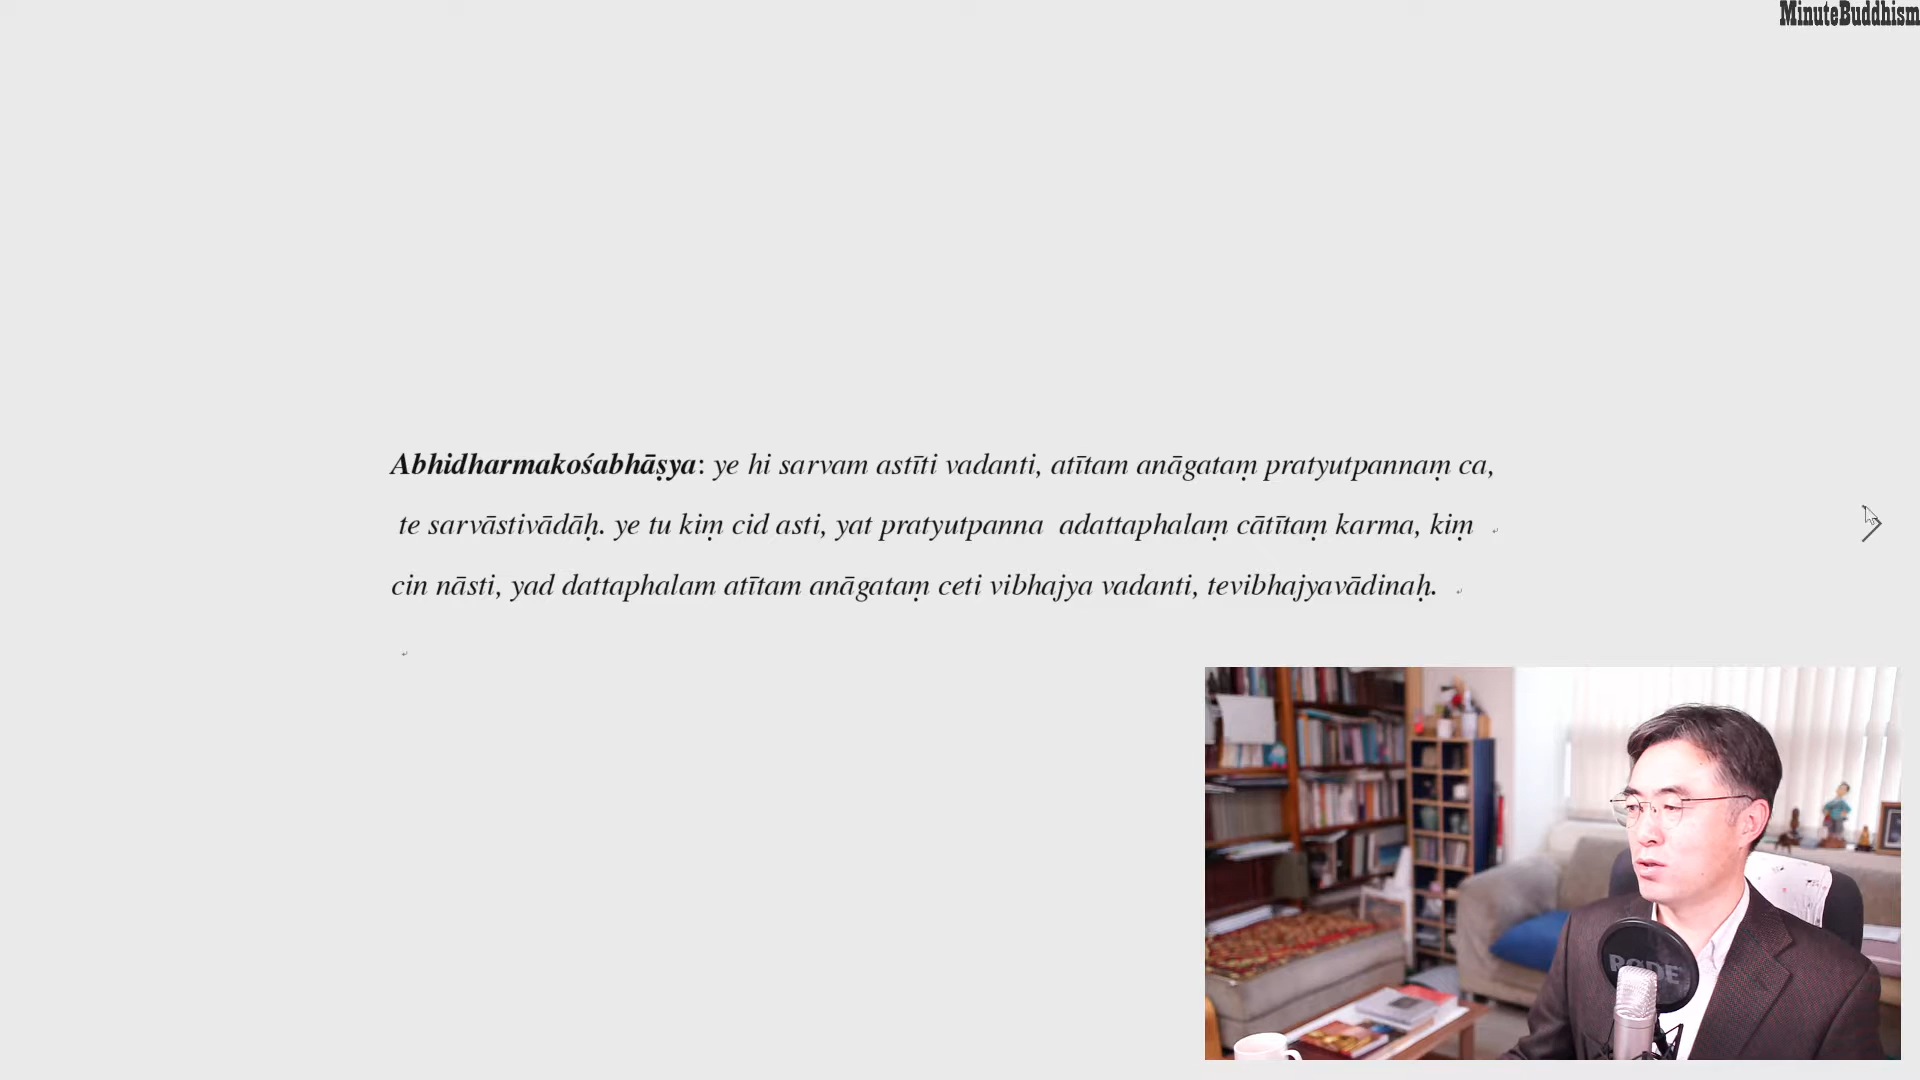 MinuteBuddhism
Abhidharmakośabhāṣya: ye hi sarvam astīti vadanti, atītam anāgataṃ pratyutpannaṃ ca,
te sarvāstivādāḥ. ye tu kiṃ cid asti, yat pratyutpanna adattaphalaṃ cātītaṃ karma, kiṃ
cin nāsti, yad dattaphalam atītam anāgataṃ ceti vibhajya vadanti, tevibhajyavādinaḥ.
RØDE